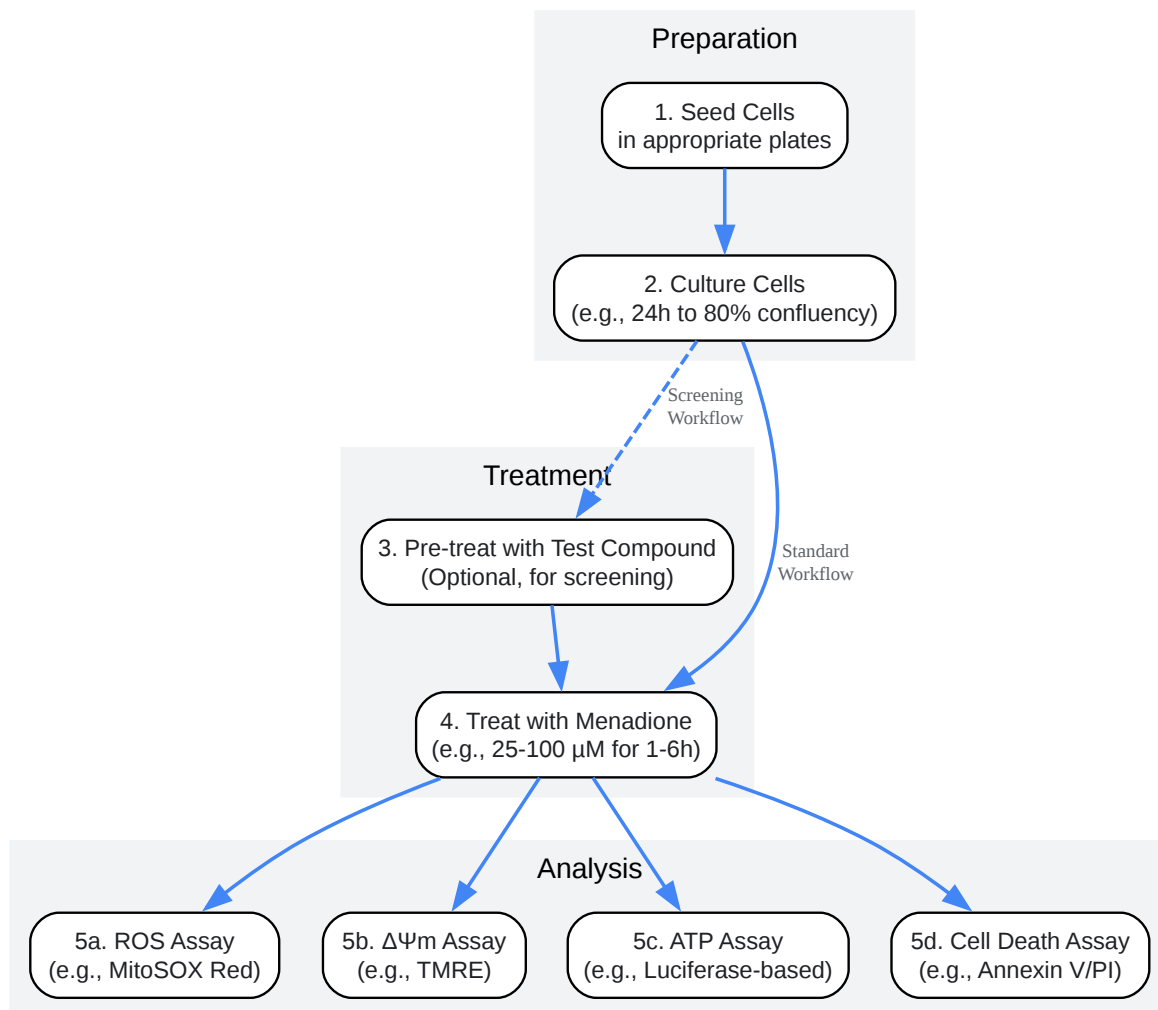 Preparation
1. Seed Cells
in appropriate plates
2. Culture Cells
(e.g., 24h to 80% confluency)
Screening
Workflow
Treatment
3. Pre-treat with Test Compound
(Optional, for screening)
Standard
Workflow
4. Treat with Menadione
(e.g., 25-100 µM for 1-6h)
Analysis
5a. ROS Assay
(e.g., MitoSOX Red)
5b. ΔΨm Assay
(e.g., TMRE)
5c. ATP Assay
(e.g., Luciferase-based)
5d. Cell Death Assay
(e.g., Annexin V/PI)